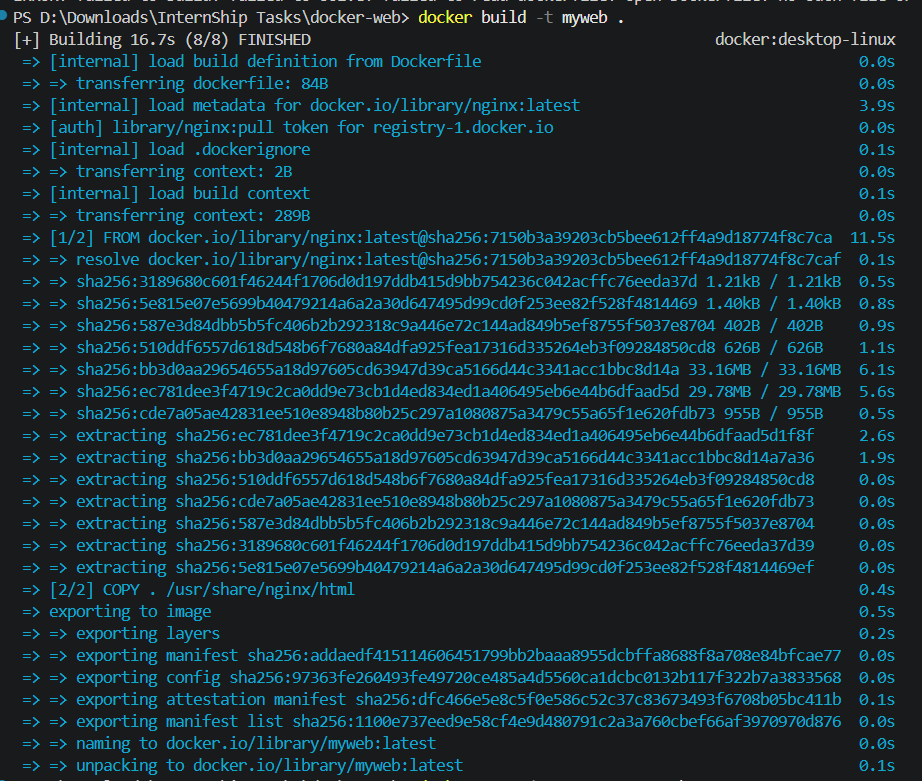 PS D:\Downloads\InternShip Tasks\docker-web> docker build -t myweb .
[+] Building 16.7s (8/8) FINISHED docker:desktop-linux
=> [internal] load build definition from Dockerfile 0.0s
=> => transferring dockerfile: 84B 0.0s
=> [internal] load metadata for docker.io/library/nginx:latest 3.9s
=> [auth] library/nginx:pull token for registry-1.docker.io 0.0s
=> [internal] load .dockerignore 0.1s
=> => transferring context: 2B 0.0s
=> [internal] load build context 0.1s
=> => transferring context: 289B 0.0s
=> [1/2] FROM docker.io/library/nginx:latest@sha256:7150b3a39203cb5bee612ff4a9d18774f8c7ca 11.5s
=> => resolve docker.io/library/nginx:latest@sha256:7150b3a39203cb5bee612ff4a9d18774f8c7caf 0.1s
=> => sha256:3189680c601f46244f1706d0d197ddb415d9bb754236c042acffc76eeda37d 1.21kB / 1.21kB 0.5s
=> => sha256:5e815e07e5699b40479214a6a2a30d647495d99cd0f253ee82f528f4814469 1.40kB / 1.40kB 0.8s
=> => sha256:587e3d84dbb5b5fc406b2b292318c9a446e72c144ad849b5ef8755f5037e8704 402B / 402B 0.9s
=> => sha256:510ddf6557d618d548b6f7680a84dfa925fea17316d335264eb3f09284850cd8 626B / 626B 1.1s
=> => sha256:bb3d0aa29654655a18d97605cd63947d39ca5166d44c3341acc1bbc8d14a 33.16MB / 33.16MB 6.1s
=> => sha256:ec781dee3f4719c2ca0dd9e73cb1d4ed834ed1a406495eb6e44b6dfaad5d 29.78MB / 29.78MB 5.6s
=> => sha256:cde7a05ae42831ee510e8948b80b25c297a1080875a3479c55a65f1e620fdb73 955B / 955B 0.5s
=> => extracting sha256:ec781dee3f4719c2ca0dd9e73cb1d4ed834ed1a406495eb6e44b6dfaad5d1f8f 2.6s
=> => extracting sha256:bb3d0aa29654655a18d97605cd63947d39ca5166d44c3341acc1bbc8d14a7a36 1.9s
=> => extracting sha256:510ddf6557d618d548b6f7680a84dfa925fea17316d335264eb3f09284850cd8 0.0s
=> => extracting sha256:cde7a05ae42831ee510e8948b80b25c297a1080875a3479c55a65f1e620fdb73 0.0s
=> => extracting sha256:587e3d84dbb5b5fc406b2b292318c9a446e72c144ad849b5ef8755f5037e8704 0.0s
=> => extracting sha256:3189680c601f46244f1706d0d197ddb415d9bb754236c042acffc76eeda37d39 0.0s
=> => extracting sha256:5e815e07e5699b40479214a6a2a30d647495d99cd0f253ee82f528f4814469ef 0.0s
=> [2/2] COPY . /usr/share/nginx/html 0.4s
=> exporting to image 0.5s
=> => exporting layers 0.2s
=> => exporting manifest sha256:addaedf415114606451799bb2baaa8955dcbffa8688f8a708e84bfcae77 0.0s
=> => exporting config sha256:97363fe260493fe49720ce485a4d5560ca1dcbc0132b117f322b7a3833568 0.0s
=> => exporting attestation manifest sha256:dfc466e5e8c5f0e586c52c37c83673493f6708b05bc411b 0.1s
=> => exporting manifest list sha256:1100e737eed9e58cf4e9d480791c2a3a760cbef66af3970970d876 0.0s
=> => naming to docker.io/library/myweb:latest 0.0s
=> => unpacking to docker.io/library/myweb:latest 0.1s